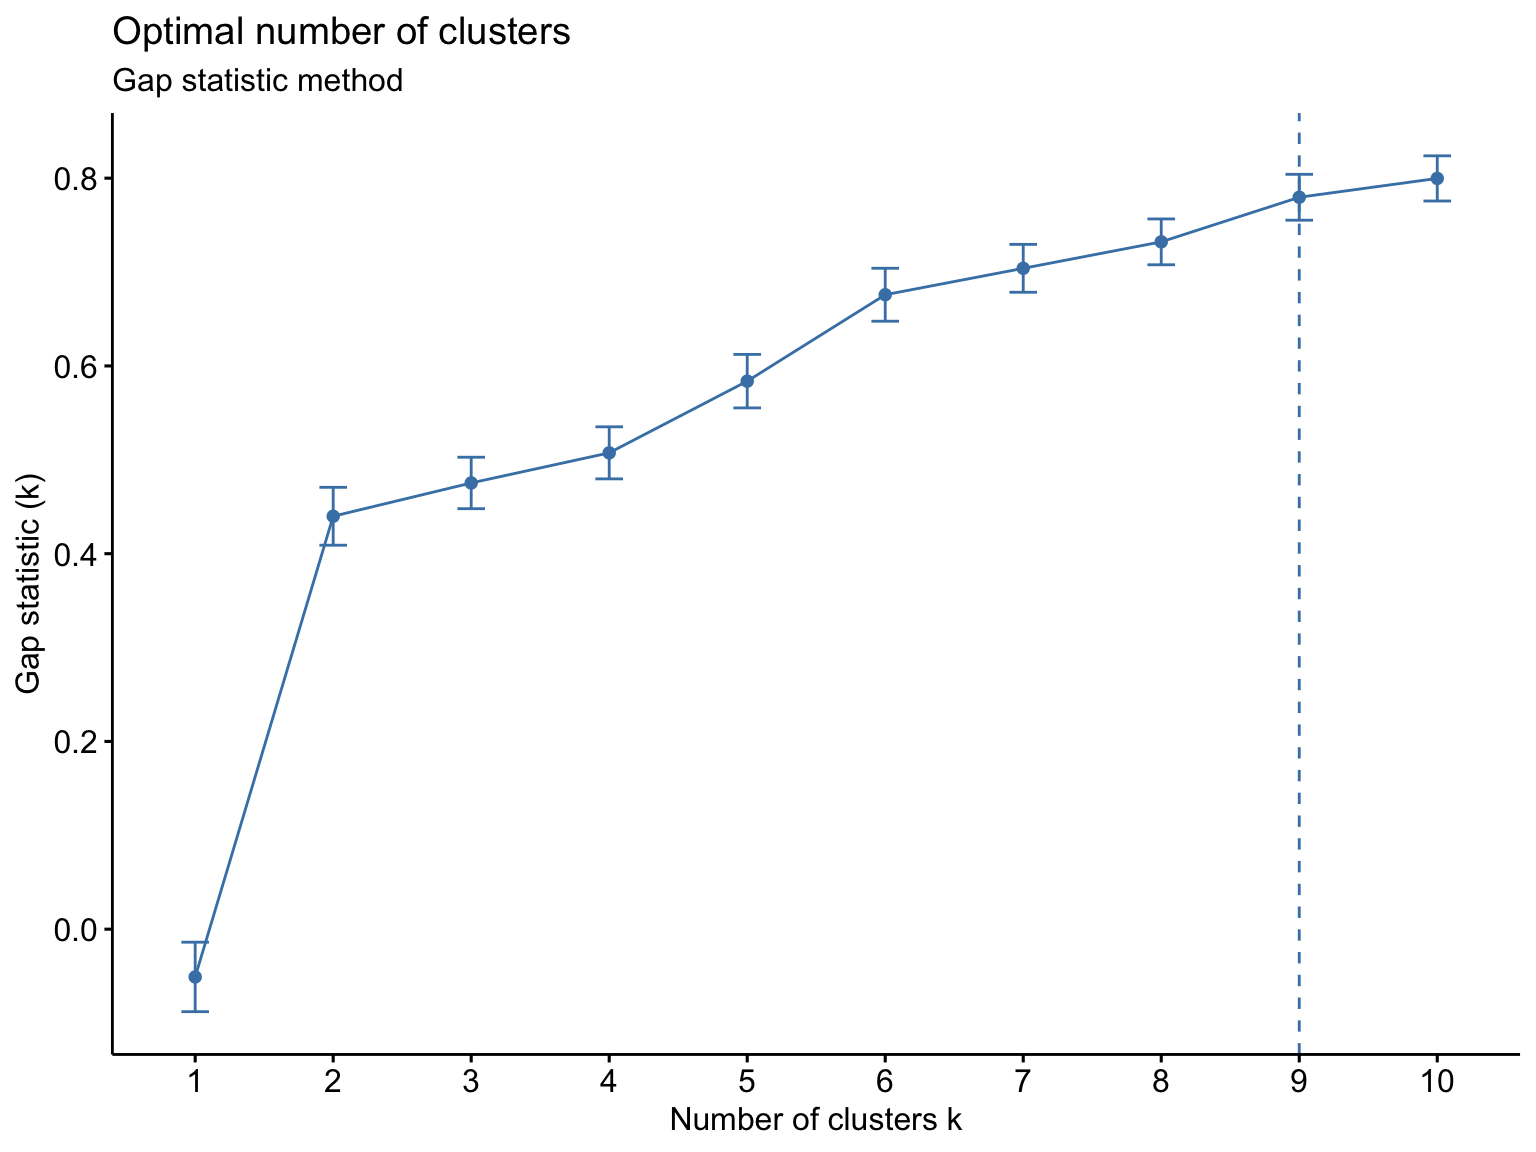 Optimal number of clusters
Gap statistic method
Gap statistic (k)
0.8
0.6
0.4
0.2
0.0
1 2 3 4 5 6 7 8 9 10
Number of clusters k